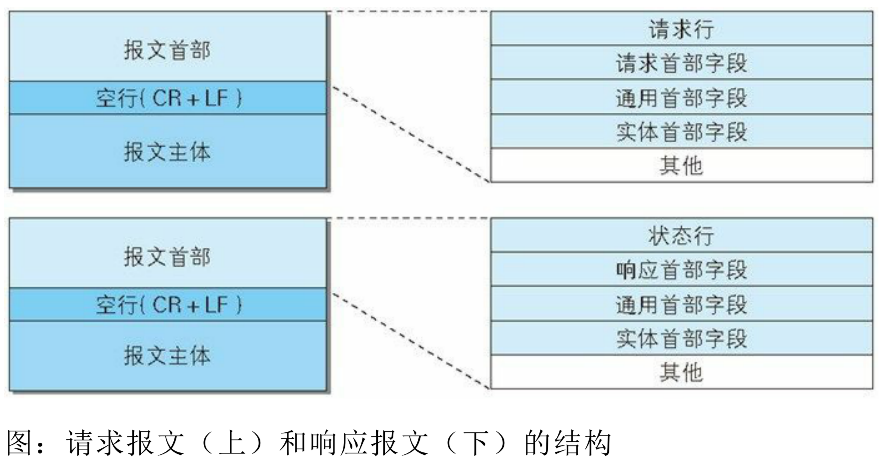 报文首部
空行(CR+LF)
报文主体
请求行
请求首部字段
通用首部字段
实体首部字段
其他
报文首部
空行(CR+LF)
报文主体
状态行
响应首部字段
通用首部字段
实体首部字段
其他
图：请求报文（上）和响应报文（下）的结构